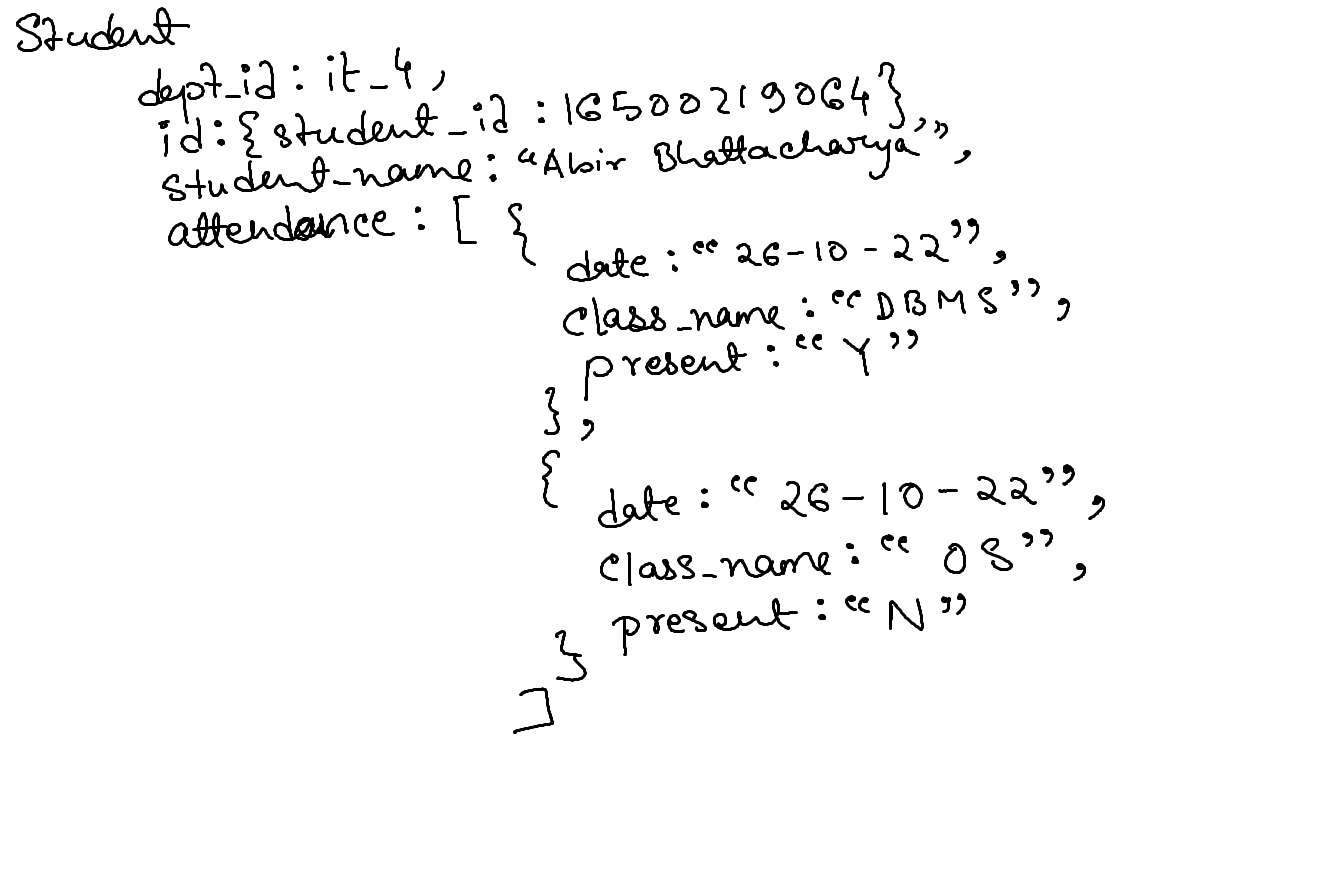 Student
dept_id : it_4,
id : { student_id : 16500219064},
student_name : “Abir Bhattacharya”,
attendance : [ {
date : “26-10-22”,
class_name : “DBMS”,
present : “Y”
},
{
date : “26-10-22”,
class_name : “OS”,
present : “N”
}
]